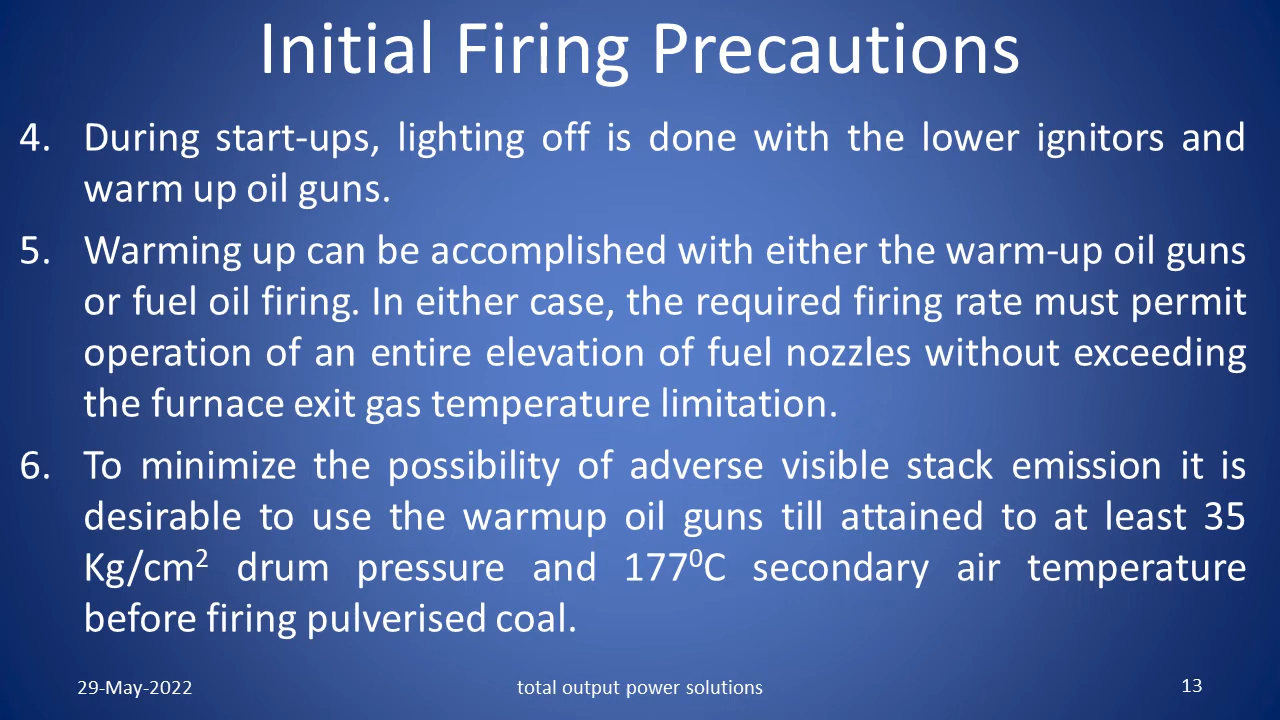 Initial Firing Precautions
4. During start-ups, lighting off is done with the lower ignitors and
warm up oil guns.
5. Warming up can be accomplished with either the warm-up oil guns
or fuel oil firing. In either case, the required firing rate must permit
operation of an entire elevation of fuel nozzles without exceeding
the furnace exit gas temperature limitation.
6. To minimize the possibility of adverse visible stack emission it is
desirable to use the warmup oil guns till attained to at least 35
Kg/cm² drum pressure and 177⁰C secondary air temperature
before firing pulverised coal.
29-May-2022
total output power solutions
13